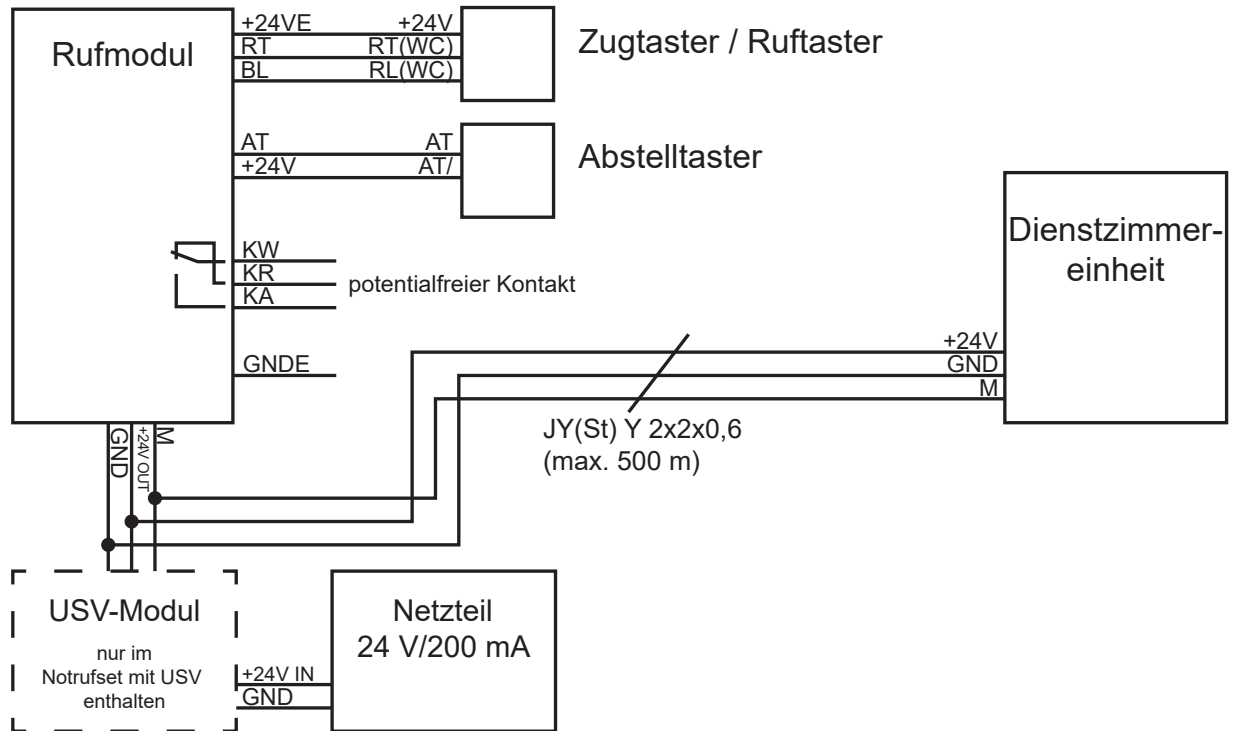 Rufmodul
+24VE +24V
RT RT(WC)
BL RL(WC)
Zugtaster / Ruftaster
AT AT
+24V AT/
Abstelltaster
KW
KR
KA
potentialfreier Kontakt
GNDE
GND
+24V OUT
M
Dienstzimmer-
einheit
+24V
GND
M
JY(St) Y 2x2x0,6
(max. 500 m)
USV-Modul
nur im
Notrufset mit USV
enthalten
+24V IN
GND
Netzteil
24 V/200 mA